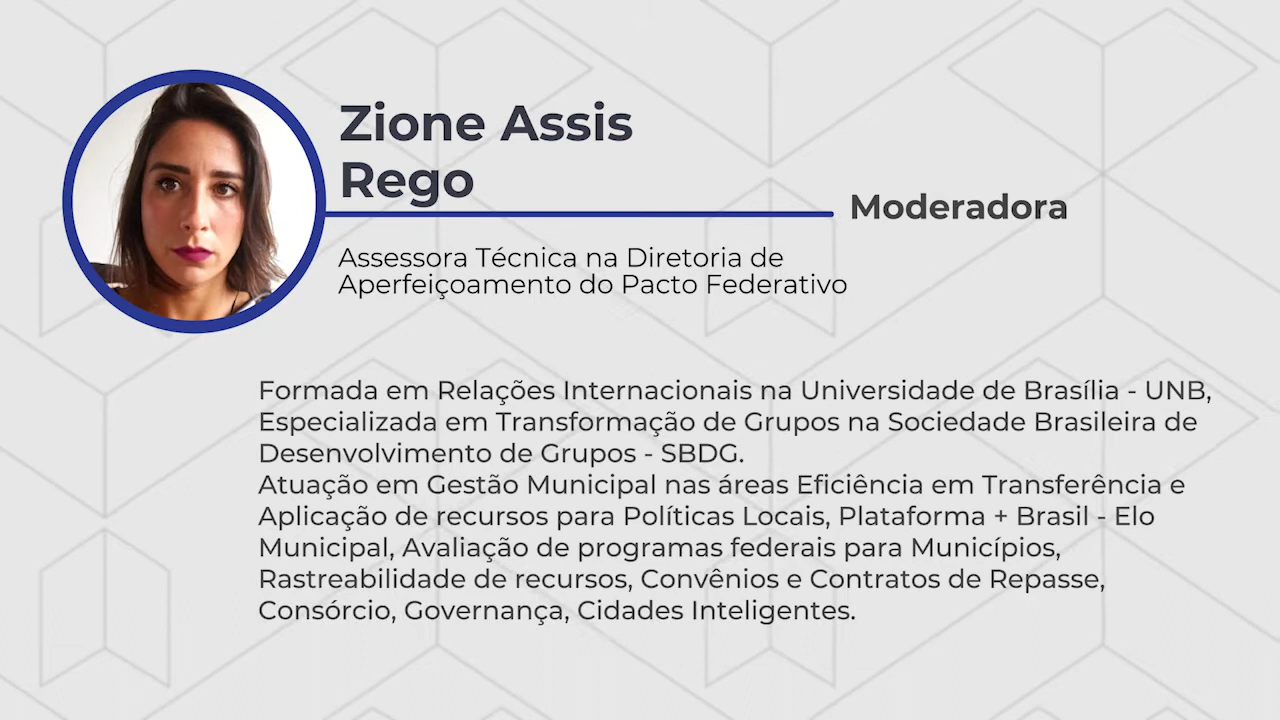 Zione Assis
Rego
Moderadora
Assessora Técnica na Diretoria de
Aperfeiçoamento do Pacto Federativo
Formada em Relações Internacionais na Universidade de Brasília - UNB,
Especializada em Transformação de Grupos na Sociedade Brasileira de
Desenvolvimento de Grupos - SBDG.
Atuação em Gestão Municipal nas áreas Eficiência em Transferência e
Aplicação de recursos para Políticas Locais, Plataforma + Brasil - Elo
Municipal, Avaliação de programas federais para Municípios,
Rastreabilidade de recursos, Convênios e Contratos de Repasse,
Consórcio, Governança, Cidades Inteligentes.